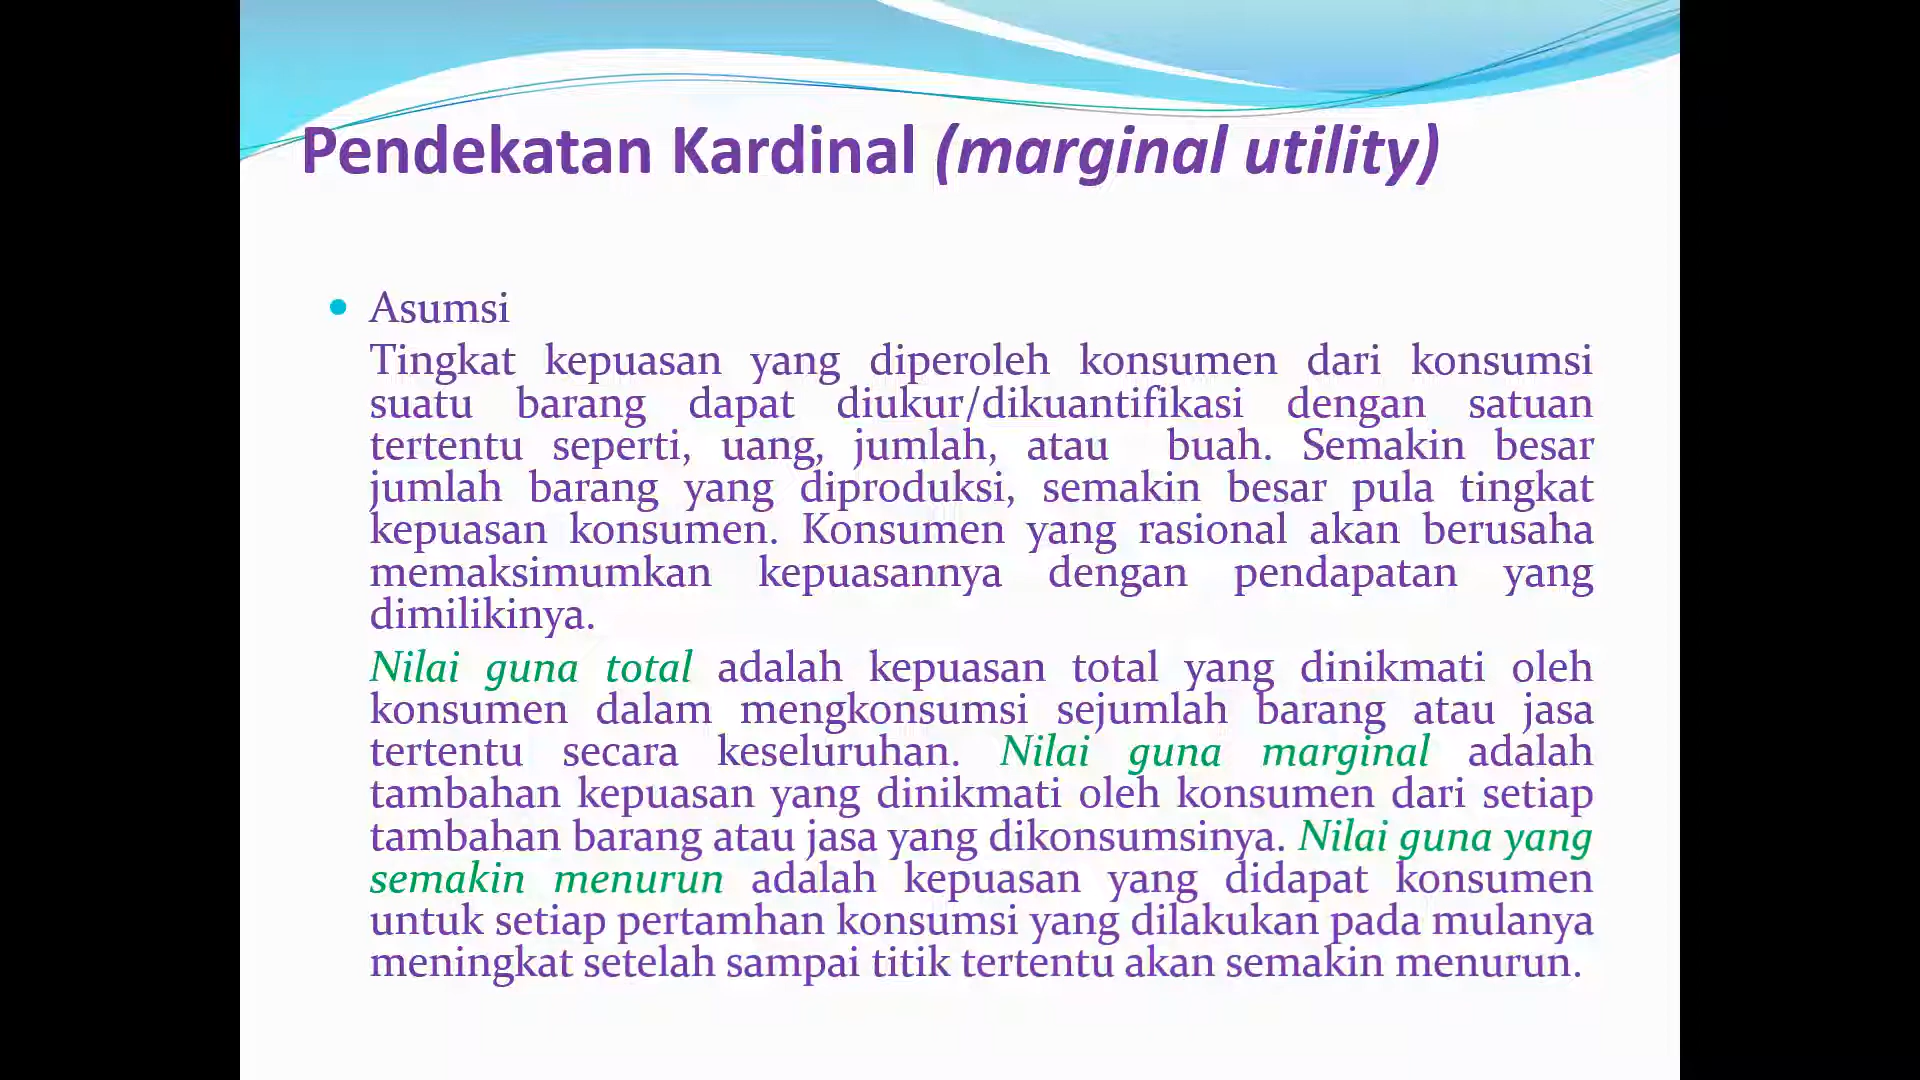 Pendekatan Kardinal (marginal utility)
Asumsi
Tingkat kepuasan yang diperoleh konsumen dari konsumsi
suatu barang dapat diukur/dikuantifikasi dengan satuan
tertentu seperti, uang, jumlah, atau buah. Semakin besar
jumlah barang yang diproduksi, semakin besar pula tingkat
kepuasan konsumen. Konsumen yang rasional akan berusaha
memaksimumkan kepuasannya dengan pendapatan yang
dimilikinya.
Nilai guna total adalah kepuasan total yang dinikmati oleh
konsumen dalam mengkonsumsi sejumlah barang atau jasa
tertentu secara keseluruhan. Nilai guna marginal adalah
tambahan kepuasan yang dinikmati oleh konsumen dari setiap
tambahan barang atau jasa yang dikonsumsinya. Nilai guna yang
semakin menurun adalah kepuasan yang didapat konsumen
untuk setiap pertamhan konsumsi yang dilakukan pada mulanya
meningkat setelah sampai titik tertentu akan semakin menurun.